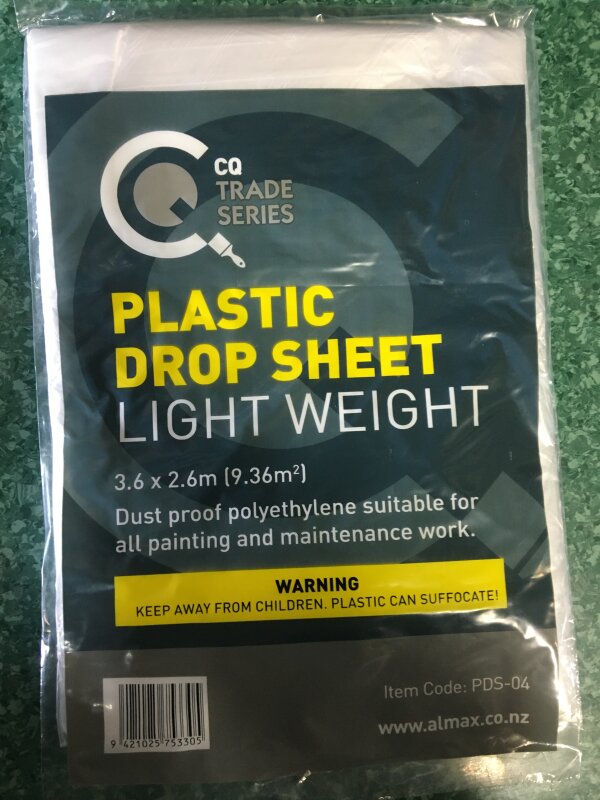 CQ
TRADE
SERIES
PLASTIC
DROP SHEET
LIGHT WEIGHT
3.6 x 2.6m (9.36m²)
Dust proof polyethylene suitable for
all painting and maintenance work.
WARNING
KEEP AWAY FROM CHILDREN. PLASTIC CAN SUFFOCATE!
Item Code: PDS-04
www.almax.co.nz
9 421025 753305